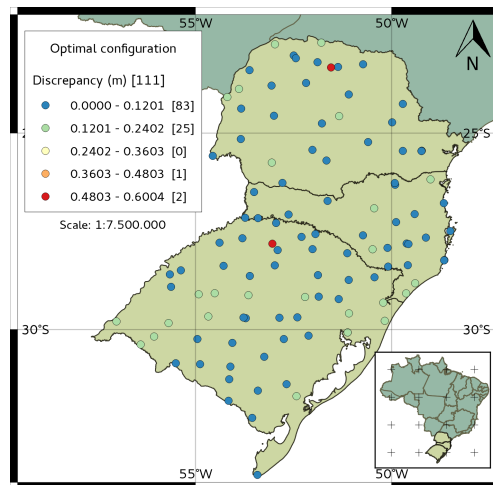 55°W 50°W
Optimal configuration
Discrepancy (m) [111]
0.0000 - 0.1201 [83]
0.1201 - 0.2402 [25]
0.2402 - 0.3603 [0]
0.3603 - 0.4803 [1]
0.4803 - 0.6004 [2]
Scale: 1:7.500.000
N
25°S 25°S
30°S 30°S
55°W 50°W